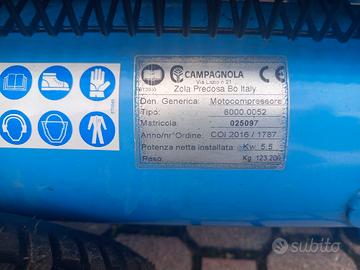 CAMPAGNOLA
Via Lazio n 21
Zola Predosa Bo Italy
Den. Generica: Motocompressore
Tipo: 8000.0052
Matricola 025097
Anno/nr°Ordine: COI 2016 / 1787
Potenza netta installata: Kw. 5.5
Peso: Kg 123.200
subito